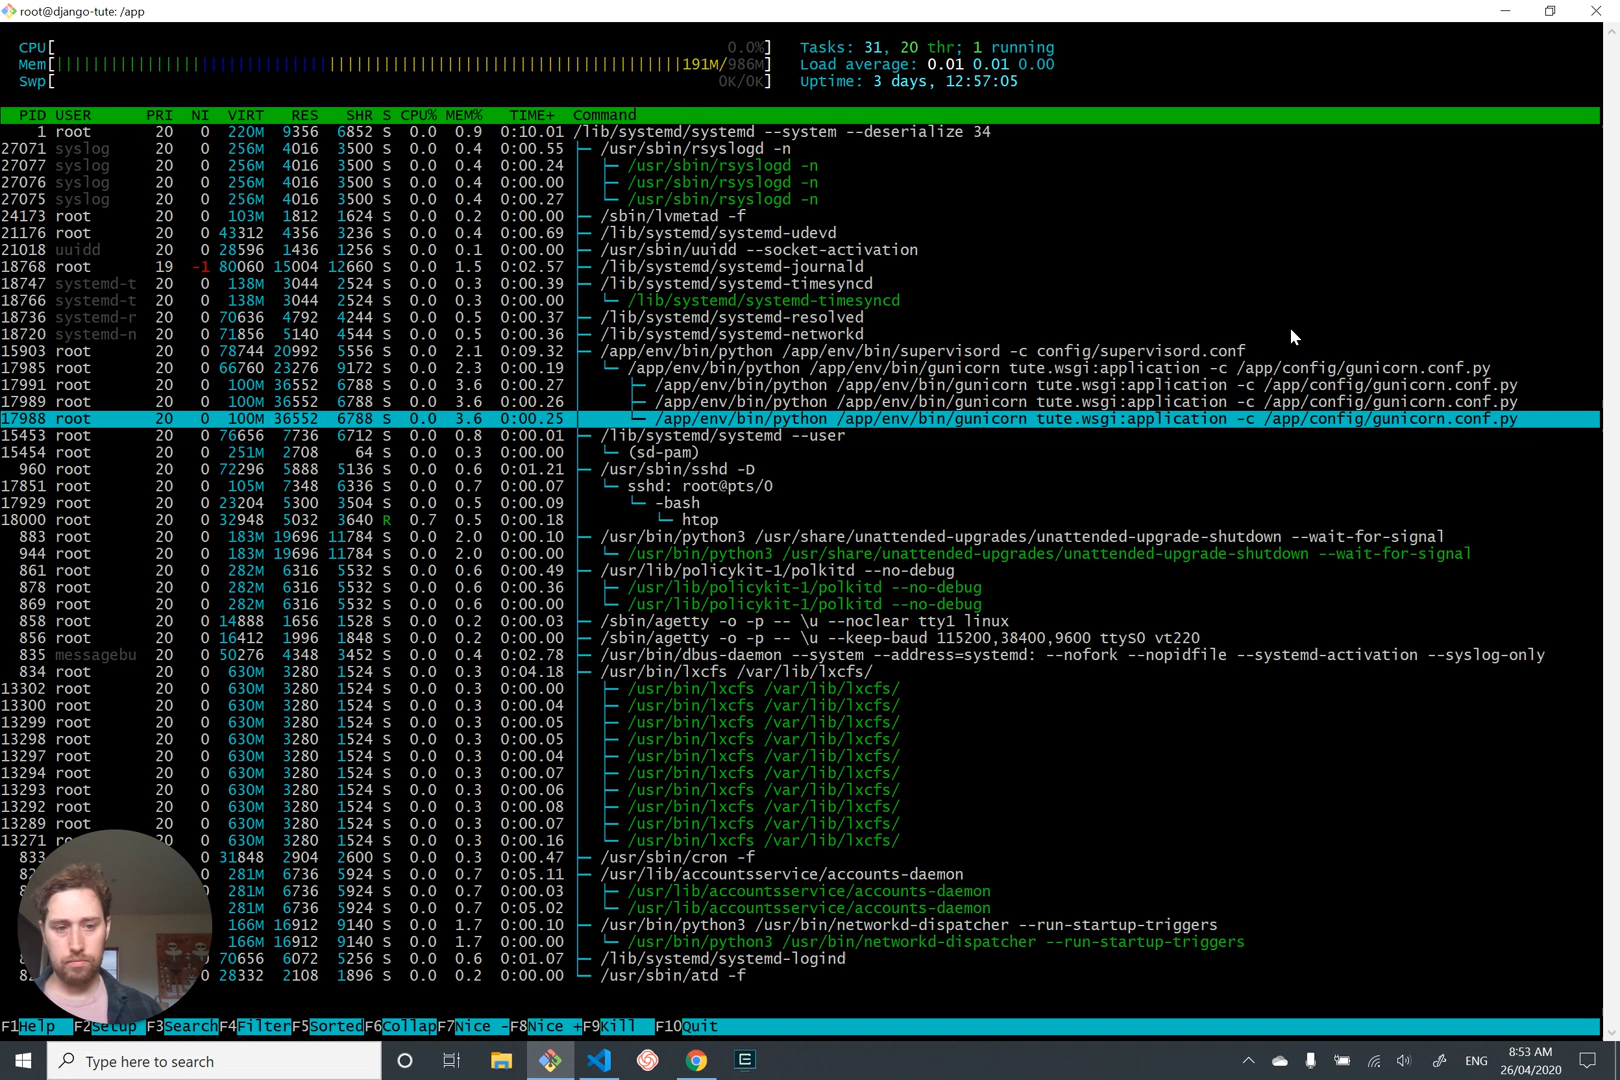 root@django-tute: /app
CPU[ 0.0%] Tasks: 31, 20 thr; 1 running
Mem[ 191M/986M] Load average: 0.01 0.01 0.00
Swp[ 0K/0K] Uptime: 3 days, 12:57:05
PID USER PRI NI VIRT RES SHR S CPU% MEM% TIME+ Command
1 root 20 0 220M 9356 6852 S 0.0 0.9 0:10.01 /lib/systemd/systemd --system --deserialize 34
27071 syslog 20 0 256M 4016 3500 S 0.0 0.4 0:00.55 /usr/sbin/rsyslogd -n
27077 syslog 20 0 256M 4016 3500 S 0.0 0.4 0:00.24 /usr/sbin/rsyslogd -n
27076 syslog 20 0 256M 4016 3500 S 0.0 0.4 0:00.00 /usr/sbin/rsyslogd -n
27075 syslog 20 0 256M 4016 3500 S 0.0 0.4 0:00.27 /usr/sbin/rsyslogd -n
24173 root 20 0 103M 1812 1624 S 0.0 0.2 0:00.00 /sbin/lvmetad -f
21176 root 20 0 43312 4356 3236 S 0.0 0.4 0:00.69 /lib/systemd/systemd-udevd
21018 uuidd 20 0 28596 1436 1256 S 0.0 0.1 0:00.00 /usr/sbin/uuidd --socket-activation
18768 root 19 -1 80060 15004 12660 S 0.0 1.5 0:02.57 /lib/systemd/systemd-journald
18747 systemd-t 20 0 138M 3044 2524 S 0.0 0.3 0:00.39 /lib/systemd/systemd-timesyncd
18766 systemd-t 20 0 138M 3044 2524 S 0.0 0.3 0:00.00 /lib/systemd/systemd-timesyncd
18736 systemd-r 20 0 70636 4792 4244 S 0.0 0.5 0:00.37 /lib/systemd/systemd-resolved
18720 systemd-n 20 0 71856 5140 4544 S 0.0 0.5 0:00.36 /lib/systemd/systemd-networkd
15903 root 20 0 78744 20992 5556 S 0.0 2.1 0:09.32 /app/env/bin/python /app/env/bin/supervisord -c config/supervisord.conf
17985 root 20 0 66760 23276 9172 S 0.0 2.3 0:00.19 /app/env/bin/python /app/env/bin/gunicorn tute.wsgi:application -c /app/config/gunicorn.conf.py
17991 root 20 0 100M 36552 6788 S 0.0 3.6 0:00.27 /app/env/bin/python /app/env/bin/gunicorn tute.wsgi:application -c /app/config/gunicorn.conf.py
17989 root 20 0 100M 36552 6788 S 0.0 3.6 0:00.26 /app/env/bin/python /app/env/bin/gunicorn tute.wsgi:application -c /app/config/gunicorn.conf.py
17988 root 20 0 100M 36552 6788 S 0.0 3.6 0:00.25 /app/env/bin/python /app/env/bin/gunicorn tute.wsgi:application -c /app/config/gunicorn.conf.py
15453 root 20 0 76656 7736 6712 S 0.0 0.8 0:00.01 /lib/systemd/systemd --user
15454 root 20 0 251M 2708 64 S 0.0 0.3 0:00.00 (sd-pam)
960 root 20 0 72296 5888 5136 S 0.0 0.6 0:01.21 /usr/sbin/sshd -D
17851 root 20 0 105M 7348 6336 S 0.0 0.7 0:00.07 sshd: root@pts/0
17929 root 20 0 23204 5300 3504 S 0.0 0.5 0:00.09 -bash
18000 root 20 0 32948 5032 3640 R 0.7 0.5 0:00.18 htop
883 root 20 0 183M 19696 11784 S 0.0 2.0 0:00.10 /usr/bin/python3 /usr/share/unattended-upgrades/unattended-upgrade-shutdown --wait-for-signal
944 root 20 0 183M 19696 11784 S 0.0 2.0 0:00.00 /usr/bin/python3 /usr/share/unattended-upgrades/unattended-upgrade-shutdown --wait-for-signal
861 root 20 0 282M 6316 5532 S 0.0 0.6 0:00.49 /usr/lib/policykit-1/polkitd --no-debug
878 root 20 0 282M 6316 5532 S 0.0 0.6 0:00.36 /usr/lib/policykit-1/polkitd --no-debug
869 root 20 0 282M 6316 5532 S 0.0 0.6 0:00.00 /usr/lib/policykit-1/polkitd --no-debug
858 root 20 0 14888 1656 1528 S 0.0 0.2 0:00.03 /sbin/agetty -o -p -- \u --noclear tty1 linux
856 root 20 0 16412 1996 1848 S 0.0 0.2 0:00.02 /sbin/agetty -o -p -- \u --keep-baud 115200,38400,9600 ttyS0 vt220
835 messagebu 20 0 50276 4348 3452 S 0.0 0.4 0:02.78 /usr/bin/dbus-daemon --system --address=systemd: --nofork --nopidfile --systemd-activation --syslog-only
834 root 20 0 630M 3280 1524 S 0.0 0.3 0:04.18 /usr/bin/lxcfs /var/lib/lxcfs/
13302 root 20 0 630M 3280 1524 S 0.0 0.3 0:00.00 /usr/bin/lxcfs /var/lib/lxcfs/
13300 root 20 0 630M 3280 1524 S 0.0 0.3 0:00.04 /usr/bin/lxcfs /var/lib/lxcfs/
13299 root 20 0 630M 3280 1524 S 0.0 0.3 0:00.05 /usr/bin/lxcfs /var/lib/lxcfs/
13298 root 20 0 630M 3280 1524 S 0.0 0.3 0:00.05 /usr/bin/lxcfs /var/lib/lxcfs/
13297 root 20 0 630M 3280 1524 S 0.0 0.3 0:00.04 /usr/bin/lxcfs /var/lib/lxcfs/
13294 root 20 0 630M 3280 1524 S 0.0 0.3 0:00.07 /usr/bin/lxcfs /var/lib/lxcfs/
13293 root 20 0 630M 3280 1524 S 0.0 0.3 0:00.06 /usr/bin/lxcfs /var/lib/lxcfs/
13292 root 20 0 630M 3280 1524 S 0.0 0.3 0:00.08 /usr/bin/lxcfs /var/lib/lxcfs/
13289 root 20 0 630M 3280 1524 S 0.0 0.3 0:00.07 /usr/bin/lxcfs /var/lib/lxcfs/
13271 root 20 0 630M 3280 1524 S 0.0 0.3 0:00.16 /usr/bin/lxcfs /var/lib/lxcfs/
833 0 31848 2904 2600 S 0.0 0.3 0:00.47 /usr/sbin/cron -f
0 281M 6736 5924 S 0.0 0.7 0:05.11 /usr/lib/accountsservice/accounts-daemon
0 281M 6736 5924 S 0.0 0.7 0:00.03 /usr/lib/accountsservice/accounts-daemon
0 281M 6736 5924 S 0.0 0.7 0:05.02 /usr/lib/accountsservice/accounts-daemon
0 166M 16912 9140 S 0.0 1.7 0:00.10 /usr/bin/python3 /usr/bin/networkd-dispatcher --run-startup-triggers
0 166M 16912 9140 S 0.0 1.7 0:00.00 /usr/bin/python3 /usr/bin/networkd-dispatcher --run-startup-triggers
0 70656 6072 5256 S 0.0 0.6 0:01.07 /lib/systemd/systemd-logind
0 28332 2108 1896 S 0.0 0.2 0:00.00 /usr/sbin/atd -f
F1Help F2Setup F3Search F4Filter F5Sorted F6Collap F7Nice - F8Nice + F9Kill F10Quit
Type here to search
ENG
8:53 AM
26/04/2020